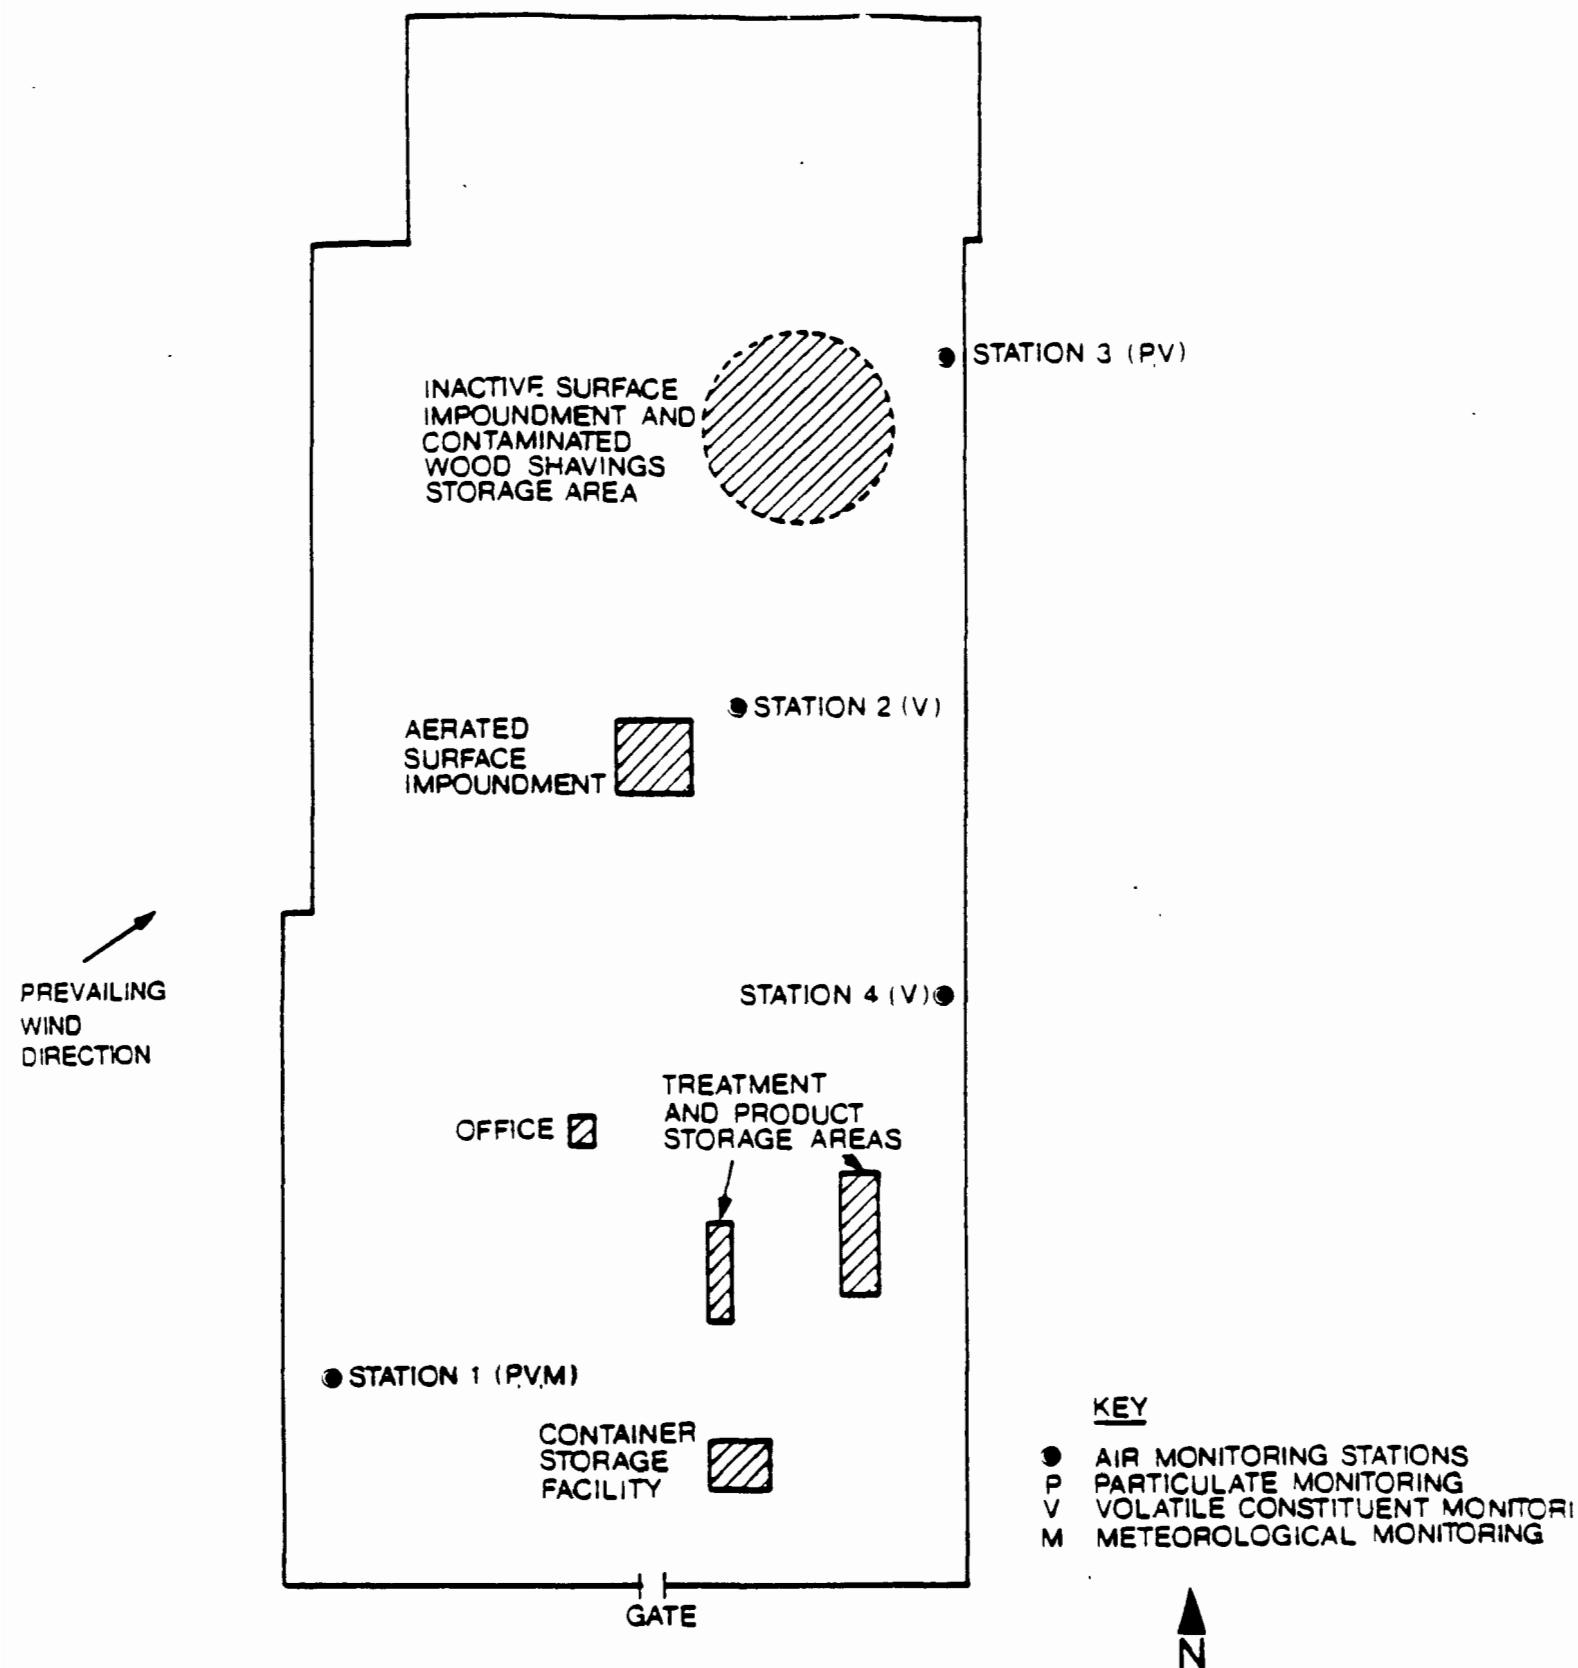 STATION 3 (P,V)
INACTIVE SURFACE
IMPOUNDMENT AND
CONTAMINATED
WOOD SHAVINGS
STORAGE AREA
STATION 2 (V)
AERATED
SURFACE
IMPOUNDMENT
PREVAILING
WIND
DIRECTION
STATION 4 (V)
TREATMENT
AND PRODUCT
STORAGE AREAS
OFFICE
STATION 1 (P,V,M)
CONTAINER
STORAGE
FACILITY
GATE
KEY
AIR MONITORING STATIONS
P PARTICULATE MONITORING
V VOLATILE CONSTITUENT MONITORI
M METEOROLOGICAL MONITORING
N